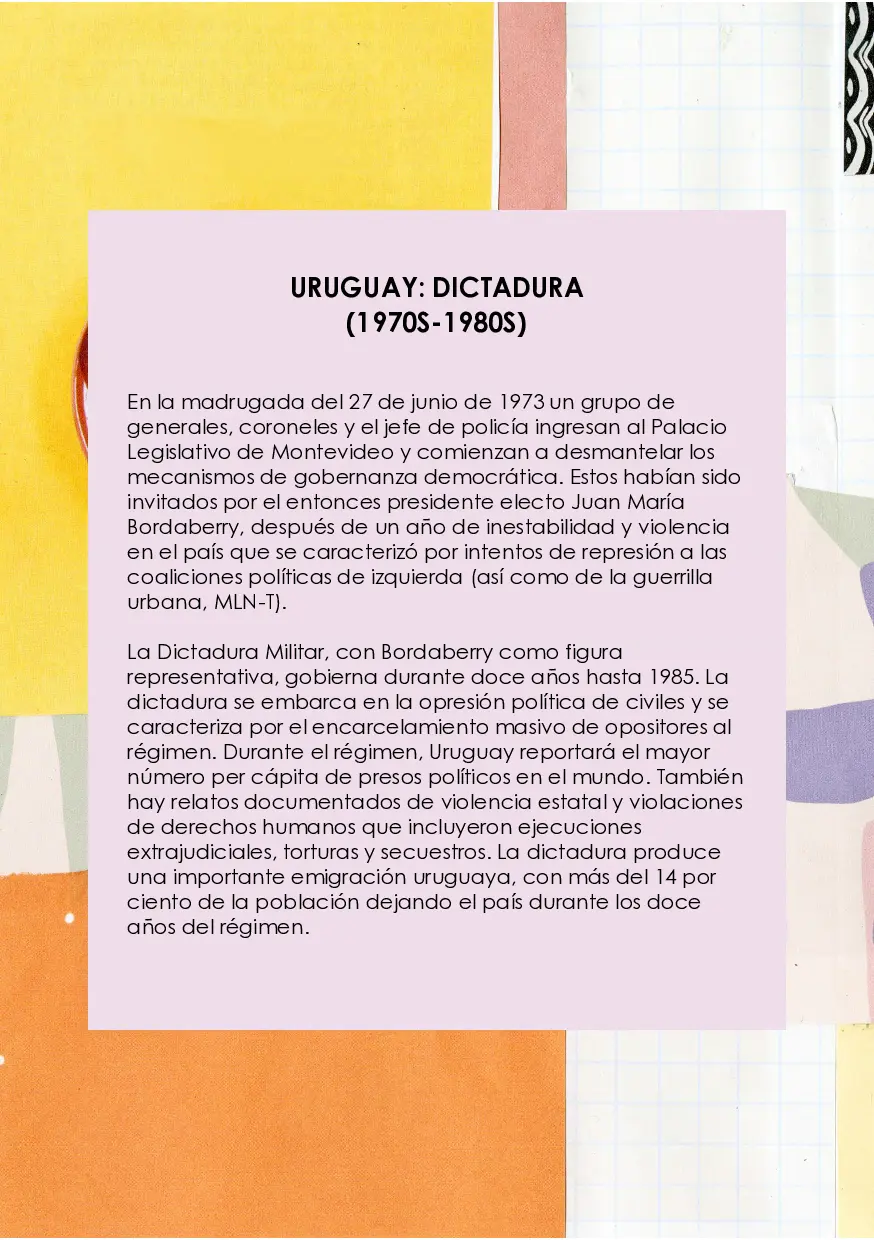 URUGUAY: DICTADURA
(1970S-1980S)
En la madrugada del 27 de junio de 1973 un grupo de
generales, coroneles y el jefe de policía ingresan al Palacio
Legislativo de Montevideo y comienzan a desmantelar los
mecanismos de gobernanza democrática. Estos habían sido
invitados por el entonces presidente electo Juan María
Bordaberry, después de un año de inestabilidad y violencia
en el país que se caracterizó por intentos de represión a las
coaliciones políticas de izquierda (así como de la guerrilla
urbana, MLN-T).
La Dictadura Militar, con Bordaberry como figura
representativa, gobierna durante doce años hasta 1985. La
dictadura se embarca en la opresión política de civiles y se
caracteriza por el encarcelamiento masivo de opositores al
régimen. Durante el régimen, Uruguay reportará el mayor
número per cápita de presos políticos en el mundo. También
hay relatos documentados de violencia estatal y violaciones
de derechos humanos que incluyeron ejecuciones
extrajudiciales, torturas y secuestros. La dictadura produce
una importante emigración uruguaya, con más del 14 por
ciento de la población dejando el país durante los doce
años del régimen.